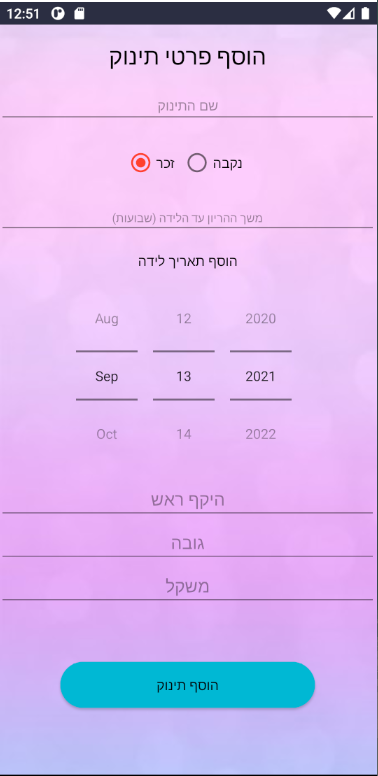 12:51
הוסף פרטי תינוק
שם התינוק
נקבה זכר
משך ההריון עד הלידה (שבועות)
הוסף תאריך לידה
Aug 12 2020
Sep 13 2021
Oct 14 2022
היקף ראש
גובה
משקל
הוסף תינוק